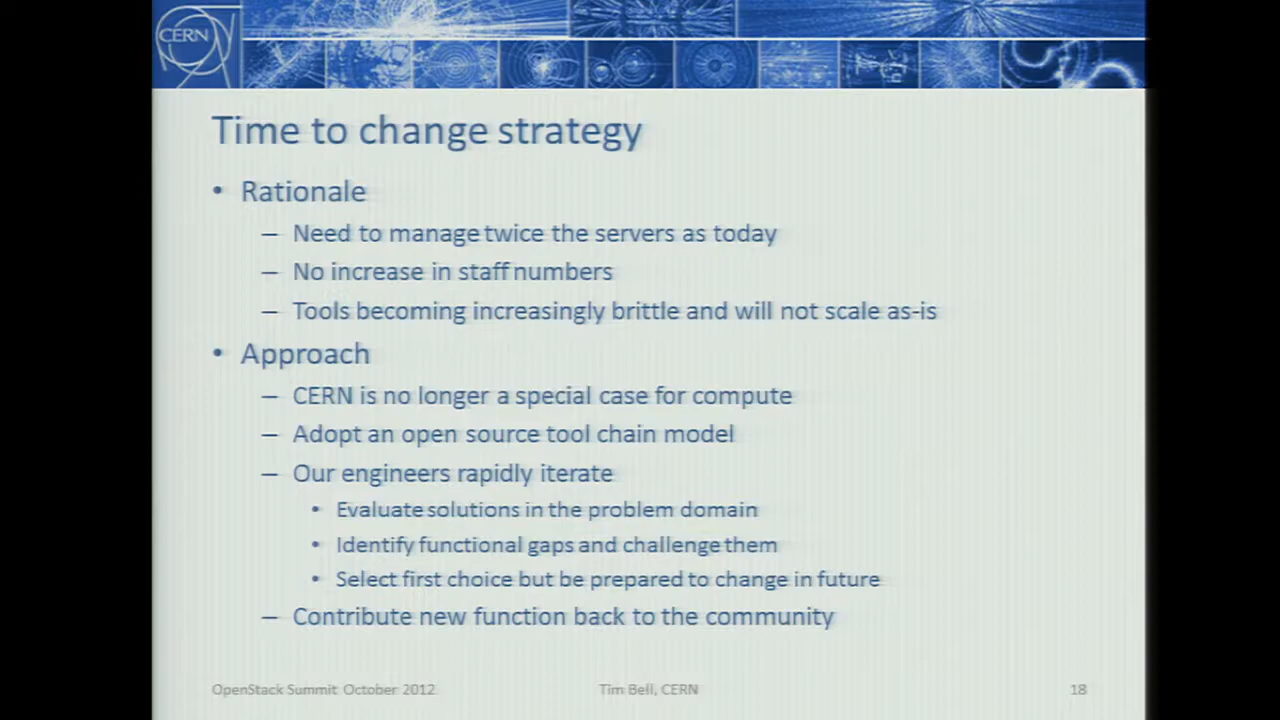 CERN
Time to change strategy
• Rationale
– Need to manage twice the servers as today
– No increase in staff numbers
– Tools becoming increasingly brittle and will not scale as-is
• Approach
– CERN is no longer a special case for compute
– Adopt an open source tool chain model
– Our engineers rapidly iterate
• Evaluate solutions in the problem domain
• Identify functional gaps and challenge them
• Select first choice but be prepared to change in future
– Contribute new function back to the community
OpenStack Summit October 2012 Tim Bell, CERN 18